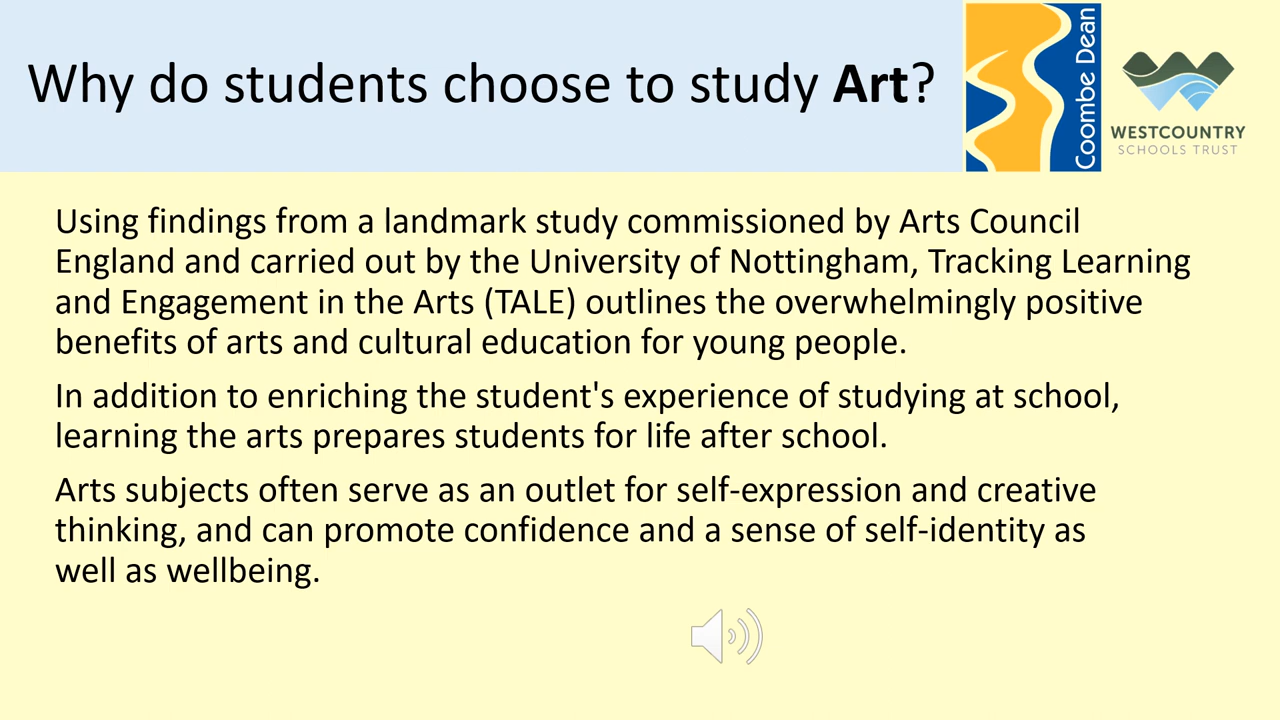 Why do students choose to study Art?
Coombe Dean
WESTCOUNTRY
SCHOOLS TRUST
Using findings from a landmark study commissioned by Arts Council
England and carried out by the University of Nottingham, Tracking Learning
and Engagement in the Arts (TALE) outlines the overwhelmingly positive
benefits of arts and cultural education for young people.
In addition to enriching the student's experience of studying at school,
learning the arts prepares students for life after school.
Arts subjects often serve as an outlet for self-expression and creative
thinking, and can promote confidence and a sense of self-identity as
well as wellbeing.